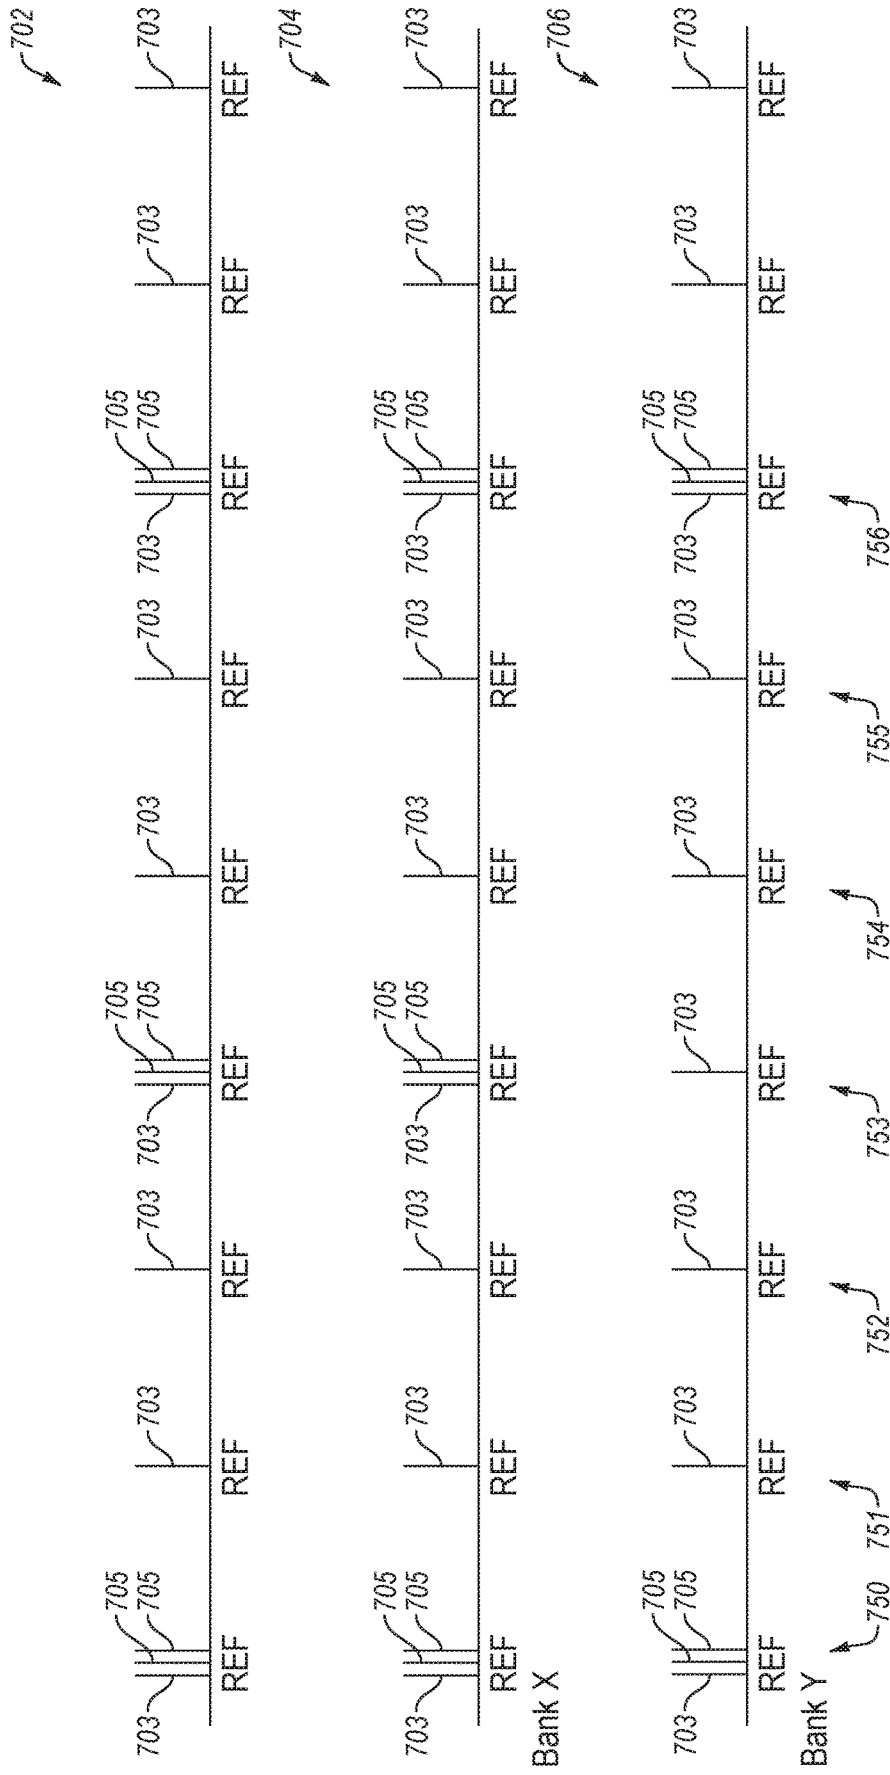 702
705 705 705
703 705 703 703 703 705 703 703 703 705 703 703
REF REF REF REF REF REF REF REF REF
704
705 705 705
703 705 703 703 703 705 703 703 703 705 703 703
REF REF REF REF REF REF REF REF REF
Bank X
706
705 705
703 705 703 703 703 703 703 703 705 703 703
REF REF REF REF REF REF REF REF REF
Bank Y
750 751 752 753 754 755 756